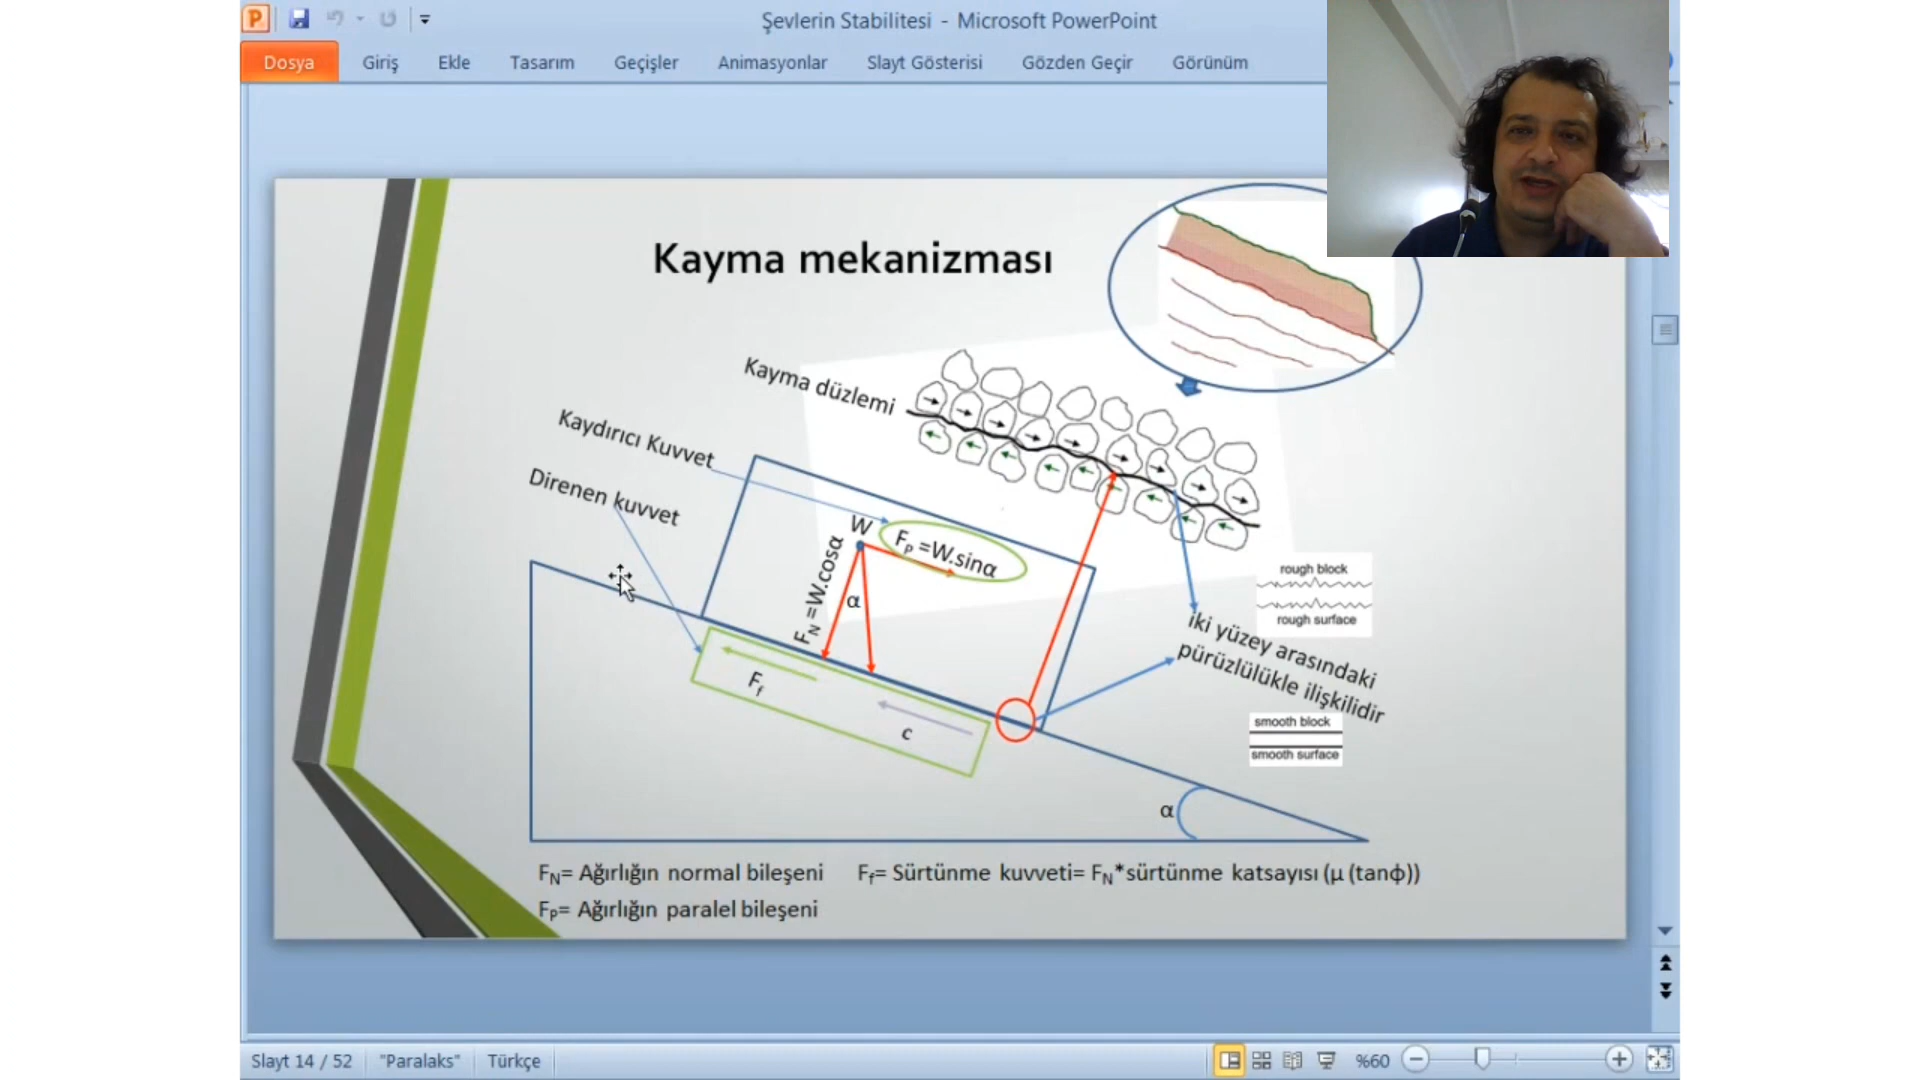 Şevlerin Stabilitesi - Microsoft PowerPoint
Dosya Giriş Ekle Tasarım Geçişler Animasyonlar Slayt Gösterisi Gözden Geçir Görünüm
Kayma mekanizması
Kayma düzlemi
Kaydırıcı Kuvvet
Direnen kuvvet
W
Fp =W.sinα
FN =W.cosα
α
Ff
c
rough block
rough surface
iki yüzey arasındaki
pürüzlülükle ilişkilidir
smooth block
smooth surface
α
FN= Ağırlığın normal bileşeni Ff= Sürtünme kuvveti= FN*sürtünme katsayısı (µ (tanϕ))
FP= Ağırlığın paralel bileşeni
Slayt 14 / 52 "Paralaks" Türkçe %60